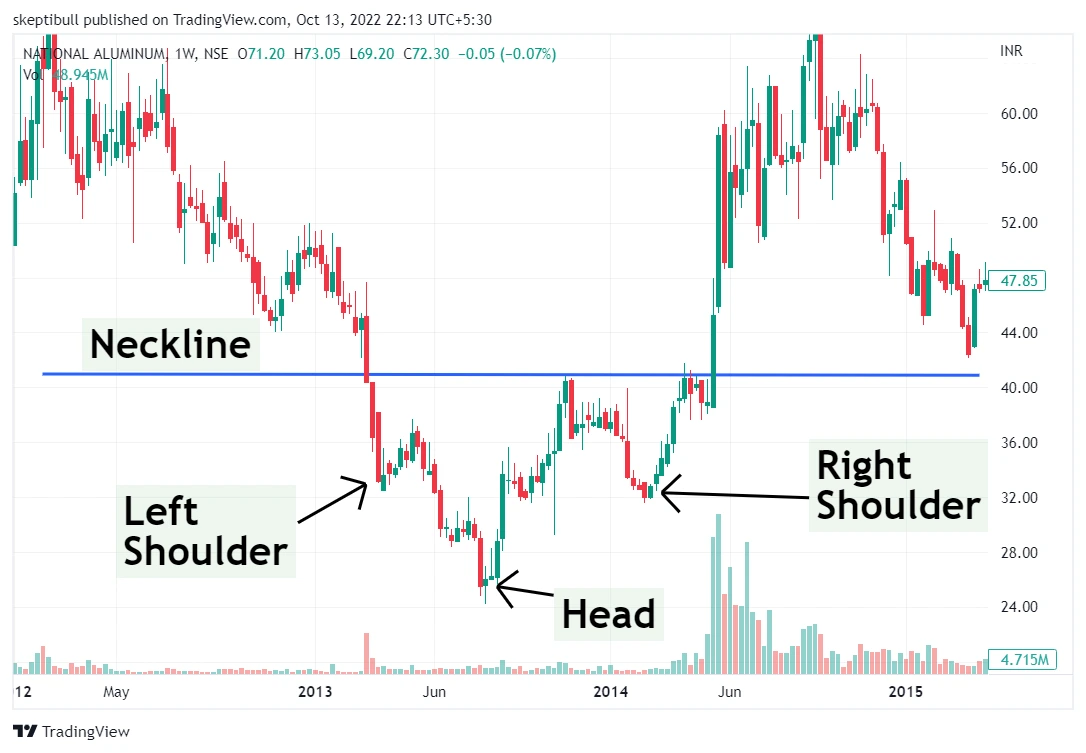 skeptibull published on TradingView.com, Oct 13, 2022 22:13 UTC+5:30
NATIONAL ALUMINUM, 1W, NSE O71.20 H73.05 L69.20 C72.30 −0.05 (−0.07%)
INR
Vol 48.945M
60.00
56.00
52.00
47.85
44.00
Neckline
40.00
36.00
Right
Shoulder
32.00
Left
Shoulder
28.00
Head
24.00
4.715M
12 May 2013 Jun 2014 Jun 2015
TradingView